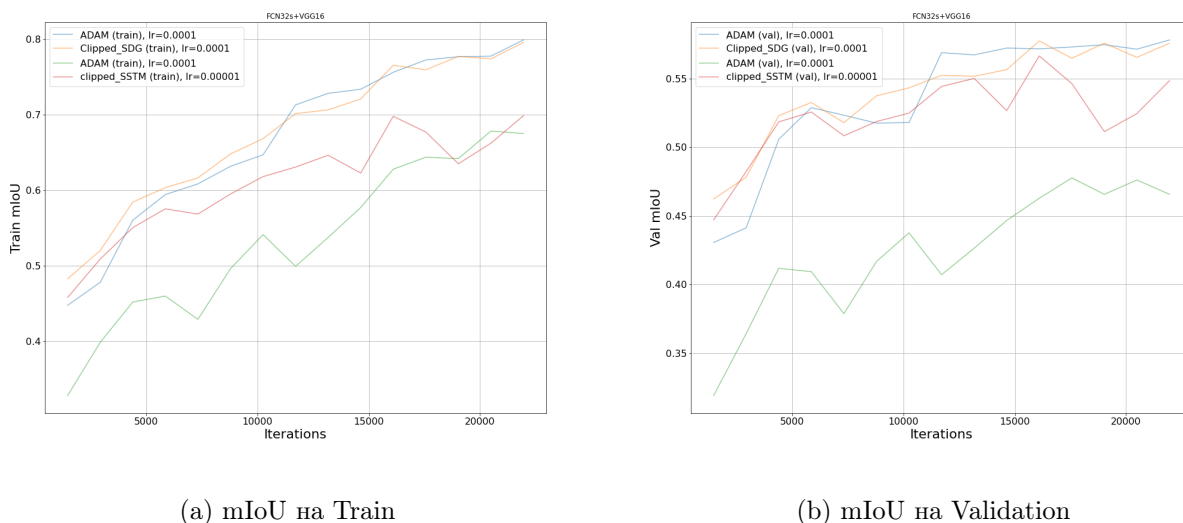 FCN32s+VGG16
ADAM (train), lr=0.0001
Clipped_SDG (train), lr=0.0001
ADAM (train), lr=0.0001
clipped_SSTM (train), lr=0.00001
0.8
0.7
0.6
0.5
0.4
Train mIoU
5000
10000
15000
20000
Iterations
(a) mIoU на Train
FCN32s+VGG16
ADAM (val), lr=0.0001
Clipped_SDG (val), lr=0.0001
ADAM (val), lr=0.0001
clipped_SSTM (val), lr=0.00001
0.55
0.50
0.45
0.40
0.35
Val mIoU
5000
10000
15000
20000
Iterations
(b) mIoU на Validation